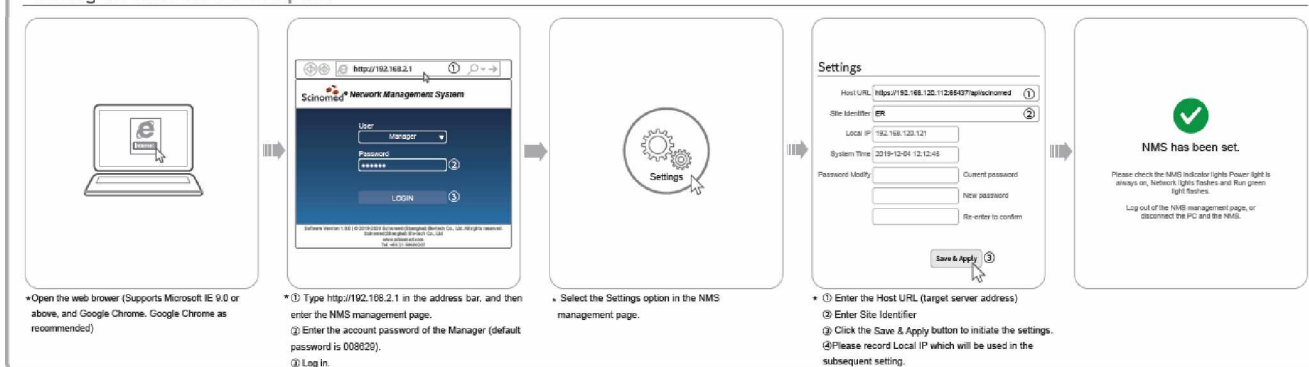 http://192.168.2.1 ①
Scinomed Network Management System
User
Manager
Password
****** ②
LOGIN ③
Settings
Settings
Host URL https://192.168.120.112:65437/api/scinomed ①
Site Identifier ER ②
Local IP 192.168.120.121
System Time 2019-12-04 12:12:46
Password Modify Current password
New password
Re-enter to confirm
Save & Apply ③
NMS has been set.
Please check the NMS indicator lights Power light is
always on, Network lights flashes and Run green
light flashes.
Log out of the NMS management page, or
disconnect the PC and the NMS.
*Open the web brower (Supports Microsoft IE 9.0 or
above, and Google Chrome. Google Chrome as
recommended)
* ① Type http://192.168.2.1 in the address bar, and then
enter the NMS management page.
② Enter the account password of the Manager (default
password is 008629).
③ Log in.
* Select the Settings option in the NMS
management page.
* ① Enter the Host URL (target server address)
② Enter Site Identifier
③ Click the Save & Apply button to initiate the settings.
④Please record Local IP which will be used in the
subsequent setting.